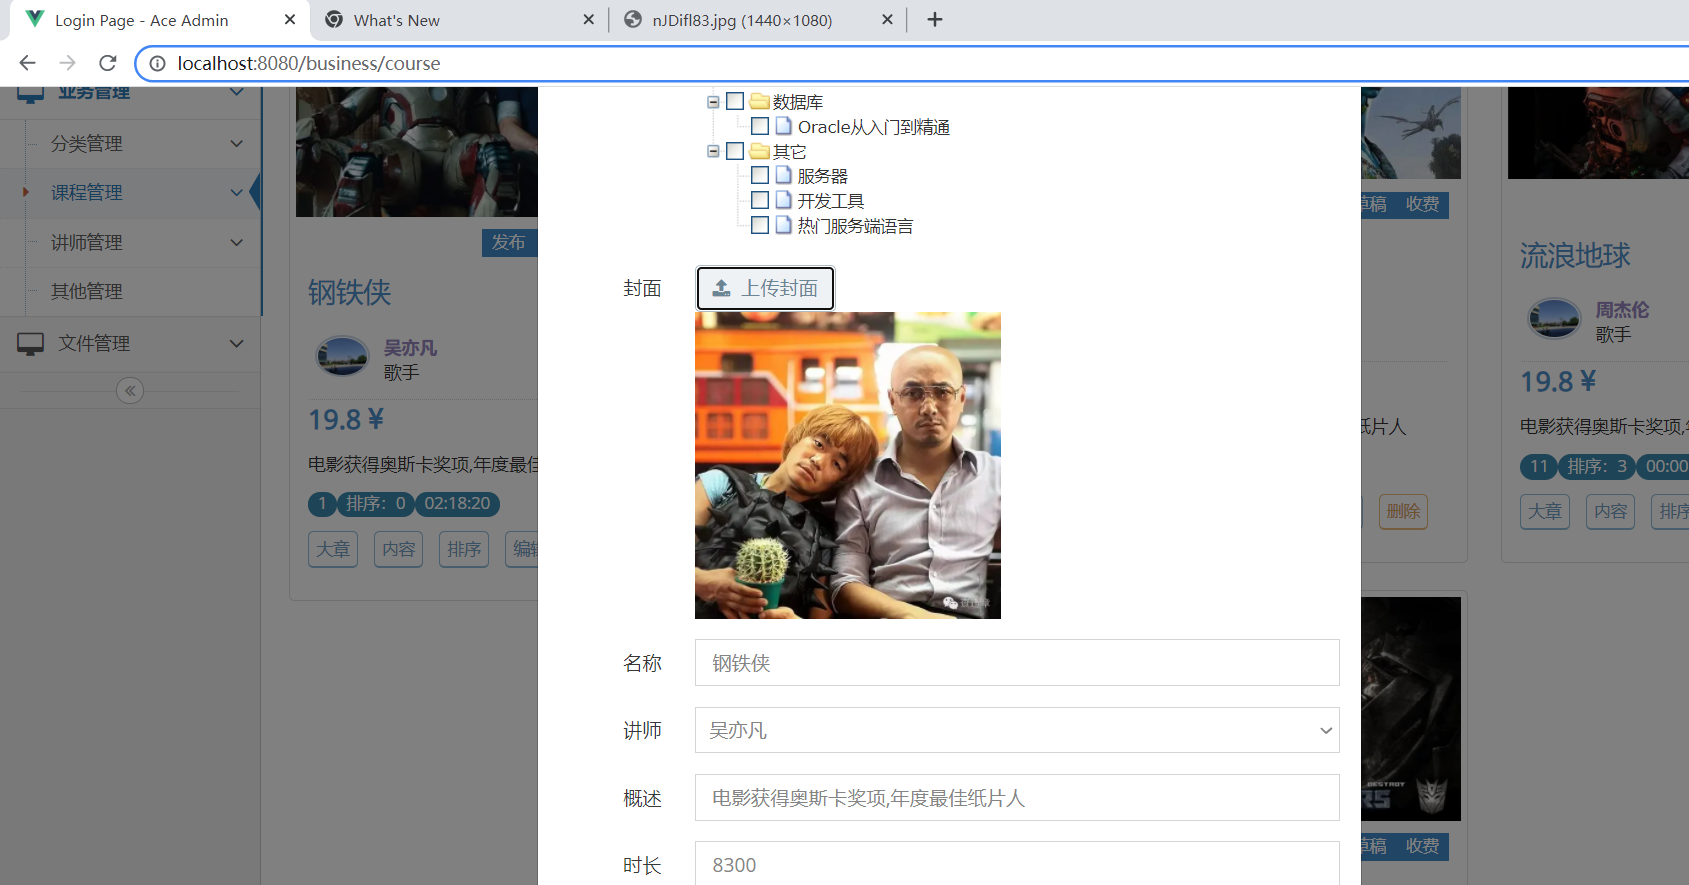 Login Page - Ace Admin
What's New
nJDifl83.jpg (1440×1080)
localhost:8080/business/course
业务管理
分类管理
课程管理
讲师管理
其他管理
文件管理
发布
钢铁侠
吴亦凡
歌手
19.8 ¥
电影获得奥斯卡奖项,年度最佳
1 排序：0 02:18:20
大章 内容 排序 编辑
数据库
Oracle从入门到精通
其它
服务器
开发工具
热门服务端语言
封面 上传封面
名称 钢铁侠
讲师 吴亦凡
概述 电影获得奥斯卡奖项,年度最佳纸片人
时长 8300
草稿 收费
纸片人
删除
草稿 收费
流浪地球
周杰伦
歌手
19.8 ¥
电影获得奥斯卡奖项,年
11 排序：3 00:00
大章 内容 排序